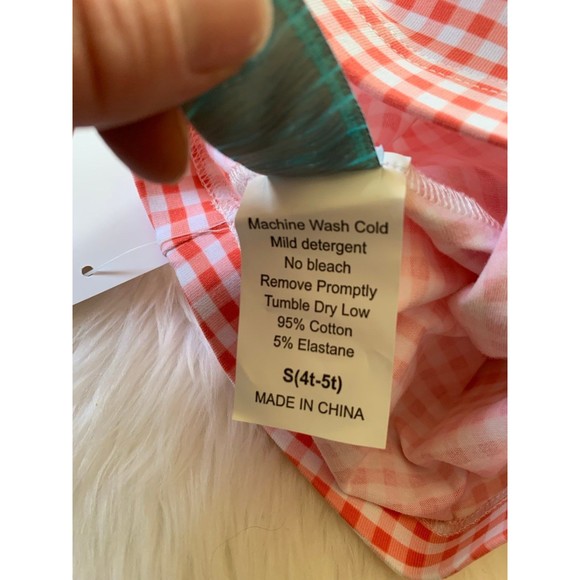 Machine Wash Cold
Mild detergent
No bleach
Remove Promptly
Tumble Dry Low
95% Cotton
5% Elastane
S(4t-5t)
MADE IN CHINA